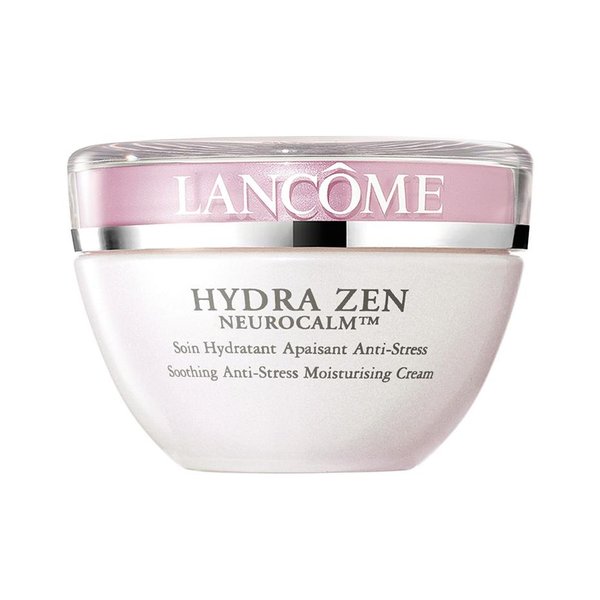 LANCÔME
HYDRA ZEN
NEUROCALM™
Soin Hydratant Apaisant Anti-Stress
Soothing Anti-Stress Moisturising Cream